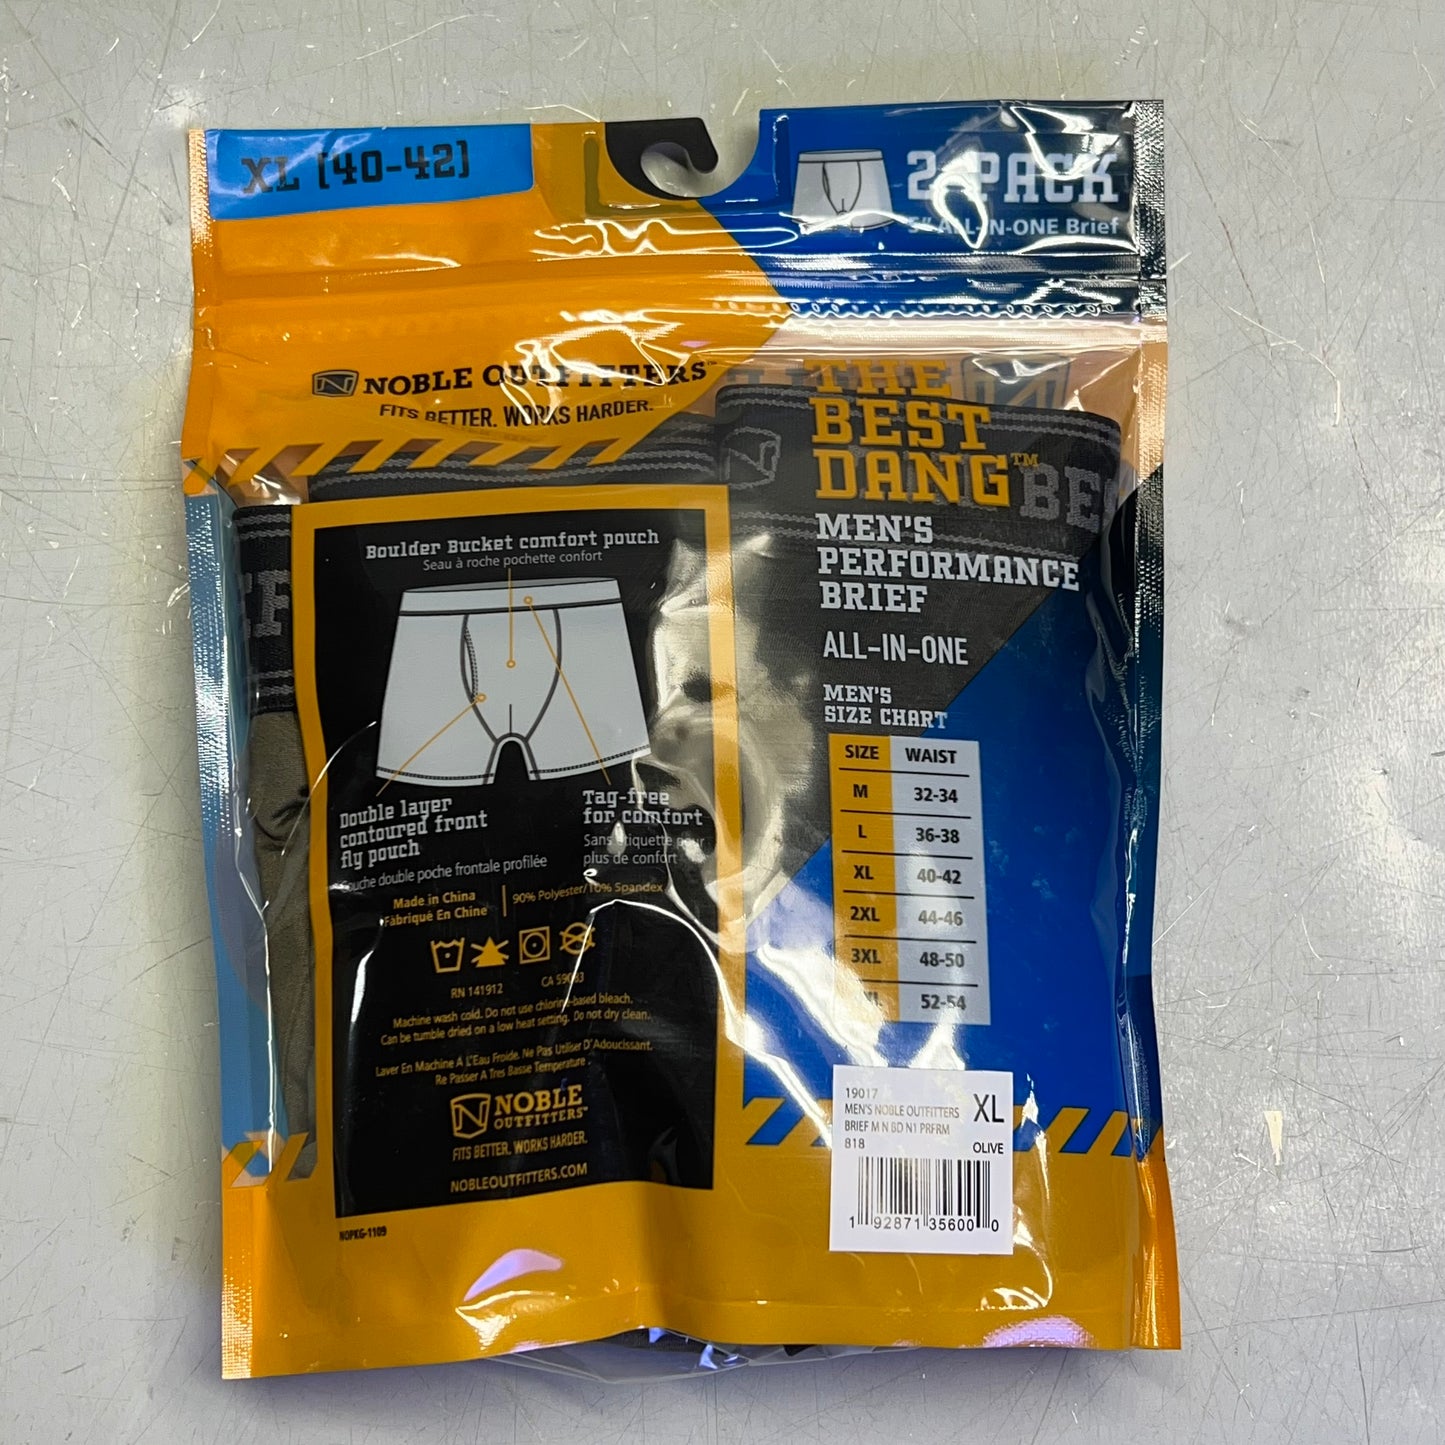 XL (40-42)
2-PACK
ALL-IN-ONE Brief
NOBLE OUTFITTERS™
FITS BETTER. WORKS HARDER.
THE
BEST
DANG™
BES
MEN'S
PERFORMANCE
BRIEF
ALL-IN-ONE
MEN'S
SIZE CHART
SIZE WAIST
M 32-34
L 36-38
XL 40-42
2XL 44-46
3XL 48-50
52-54
Boulder Bucket comfort pouch
Seau à roche pochette confort
Double layer
contoured front
fly pouch
double poche frontale profilée
Tag-free
for comfort
Sans étiquette pour
plus de confort
Made in China
Fabriqué En Chine
90% Polyester/10% Spandex
RN 141912
Machine wash cold. Do not use chlorine-based bleach.
Can be tumble dried on a low heat setting. Do not dry clean.
Laver En Machine A L'Eau Froide. Ne Pas Utiliser D'Adoucissant.
Re Passer A Tres Basse Temperature.
NOBLE
OUTFITTERS™
FITS BETTER. WORKS HARDER.
NOBLEOUTFITTERS.COM
NOPKG-1109
19017
MEN'S NOBLE OUTFITTERS
BRIEF M N BD N1 PRFRM
818
XL
OLIVE
1 92871 35600 0